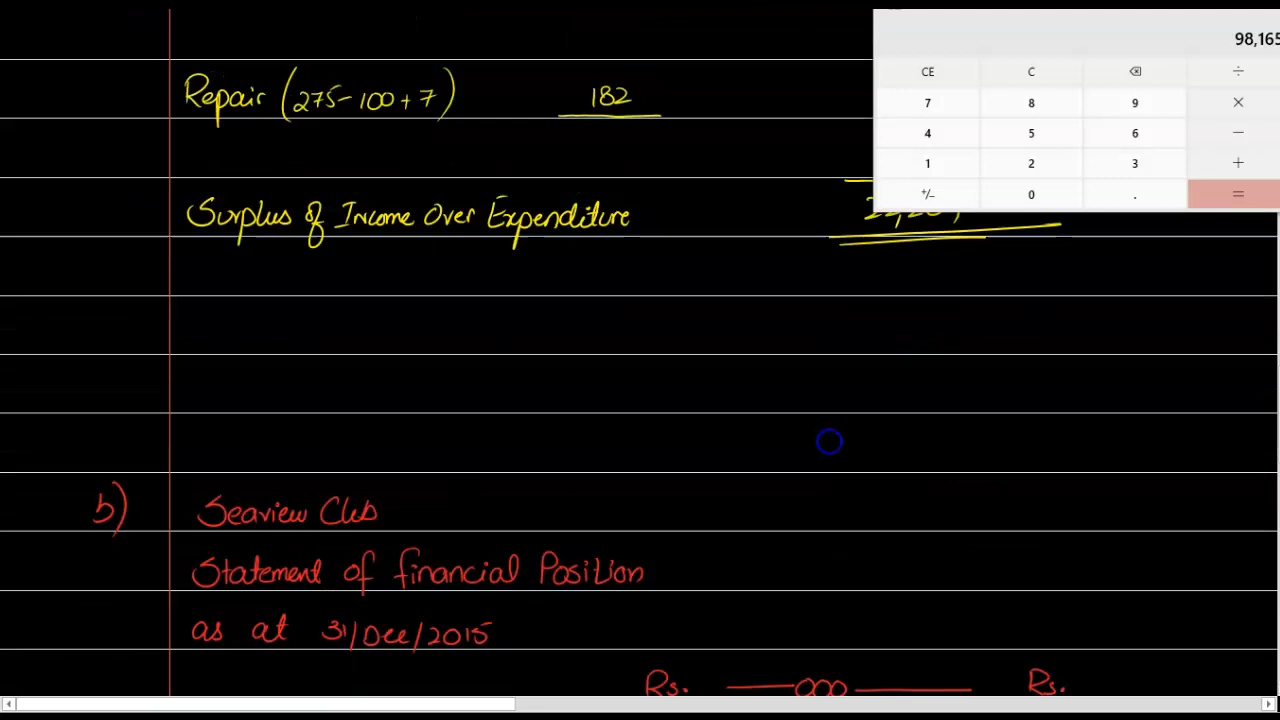 98,165
CE C ⌫ ÷
Repair (275-100+7) 182
7 8 9 ×
4 5 6 −
1 2 3 +
+/− 0 . =
Surplus of Income Over Expenditure
b) Seaview Club
Statement of financial Position
as at 31/Dec/2015
Rs. 000 Rs.